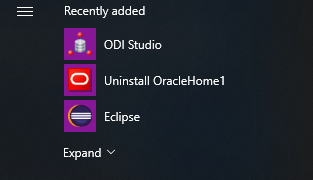 Recently added
ODI Studio
Uninstall OracleHome1
Eclipse
Expand